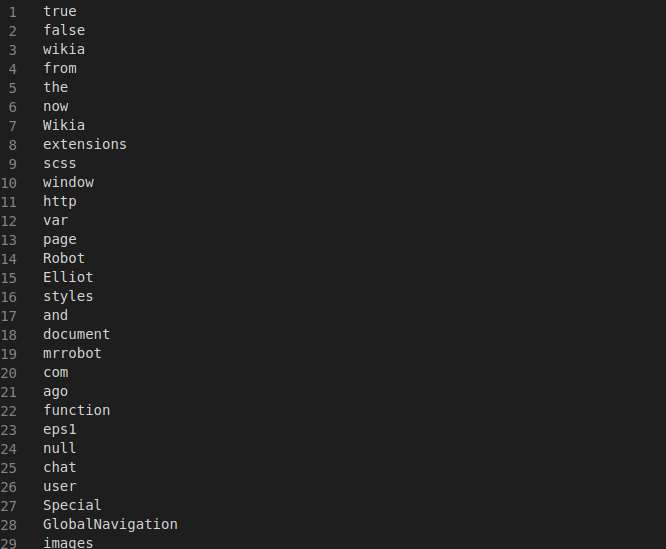 1 true
2 false
3 wikia
4 from
5 the
6 now
7 Wikia
8 extensions
9 scss
10 window
11 http
12 var
13 page
14 Robot
15 Elliot
16 styles
17 and
18 document
19 mrrobot
20 com
21 ago
22 function
23 eps1
24 null
25 chat
26 user
27 Special
28 GlobalNavigation
29 images